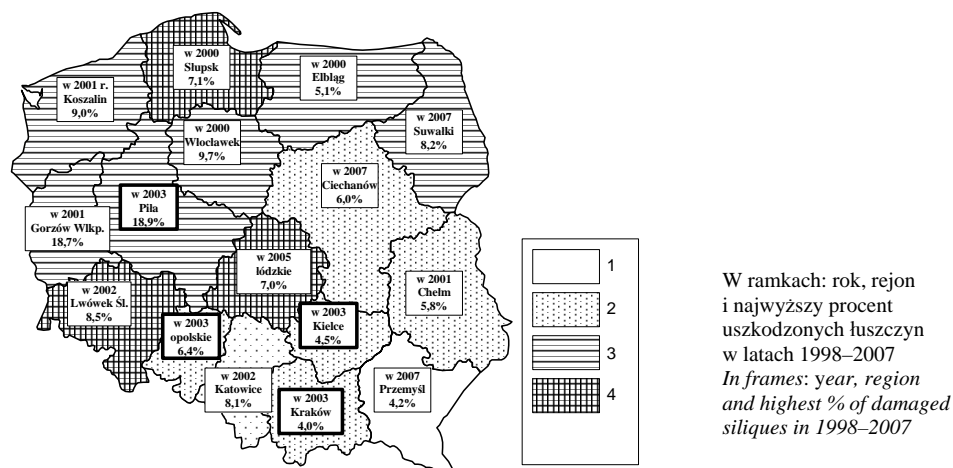 w 2000
Słupsk
7,1%
w 2000
Elbląg
5,1%
w 2001 r.
Koszalin
9,0%
w 2007
Suwałki
8,2%
w 2000
Włocławek
9,7%
w 2007
Ciechanów
6,0%
w 2003
Piła
18,9%
w 2001
Gorzów Wlkp.
18,7%
w 2005
łódzkie
7,0%
w 2001
Chełm
5,8%
w 2002
Lwówek Śl.
8,5%
w 2003
opolskie
6,4%
w 2003
Kielce
4,5%
w 2002
Katowice
8,1%
w 2003
Kraków
4,0%
w 2007
Przemyśl
4,2%
1
2
3
4
W ramkach: rok, rejon
i najwyższy procent
uszkodzonych łuszczyn
w latach 1998–2007
In frames: year, region
and highest % of damaged
siliques in 1998–2007